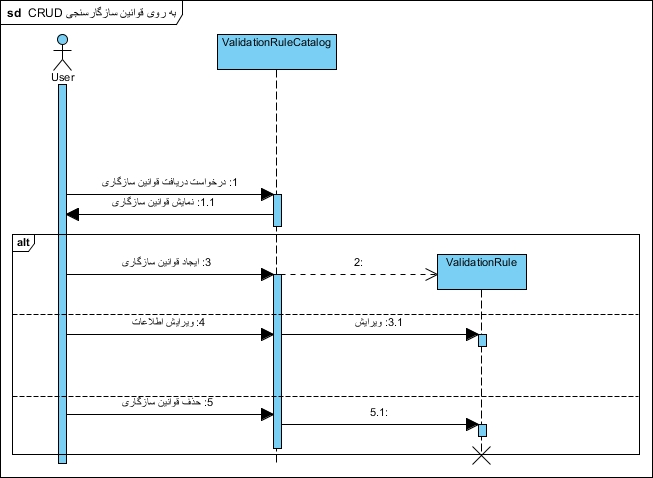 sd CRUD به روی قوانین سازگارسنجی
ValidationRuleCatalog
User
1: درخواست دریافت قوانین سازگاری
1.1: نمایش قوانین سازگاری
alt
3: ایجاد قوانین سازگاری
2:
ValidationRule
4: ویرایش اطلاعات
3.1: ویرایش
5: حذف قوانین سازگاری
5.1: